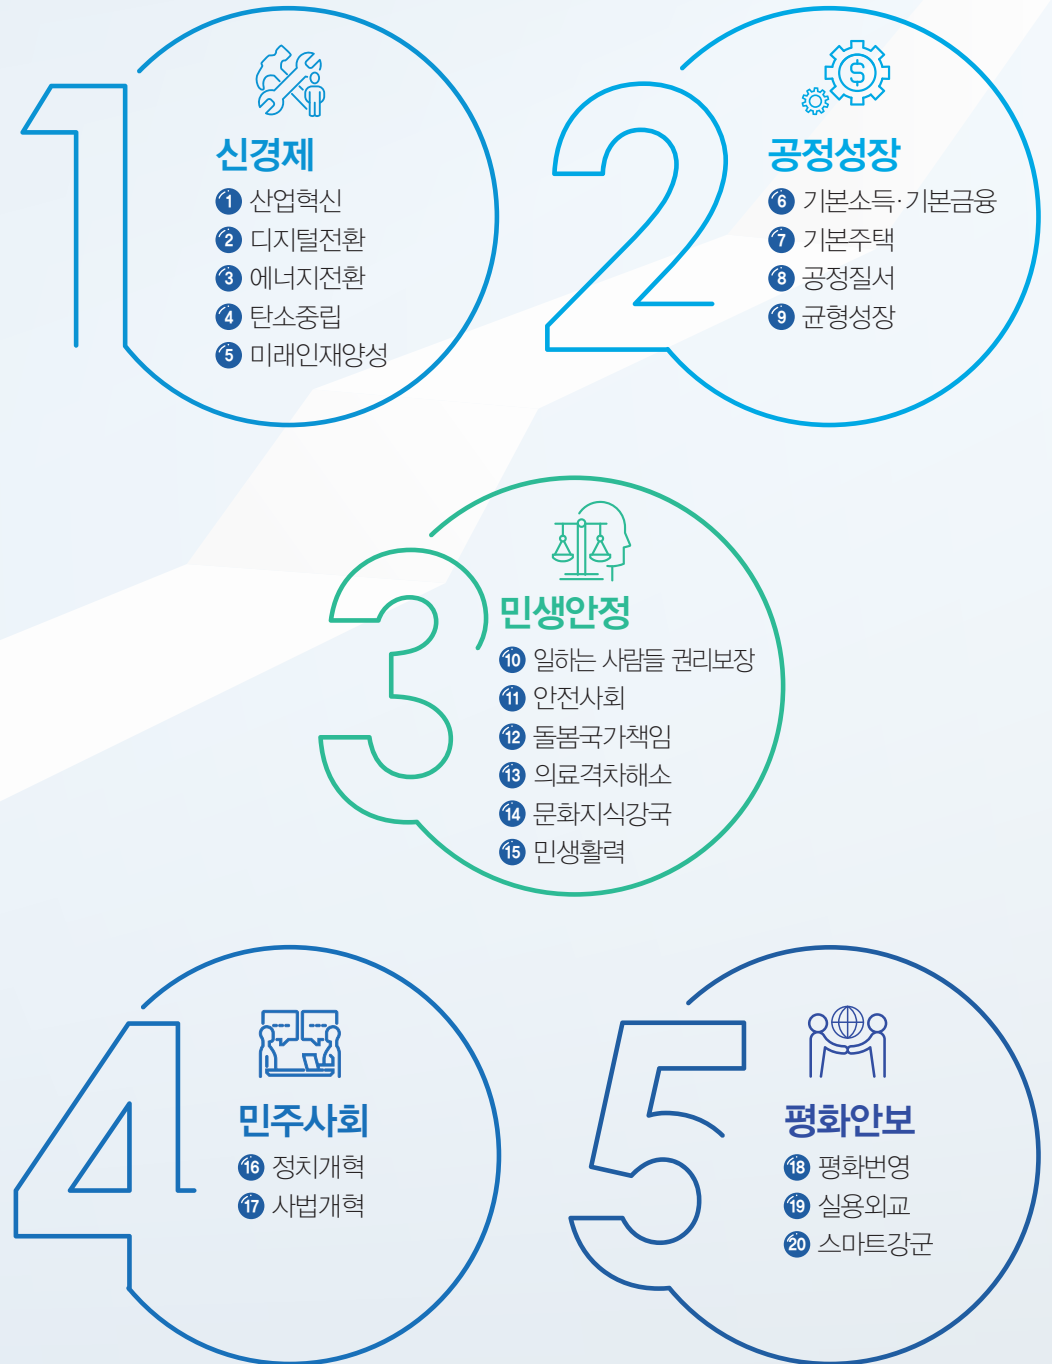 1
신경제
1 산업혁신
2 디지털전환
3 에너지전환
4 탄소중립
5 미래인재양성
2
공정성장
6 기본소득·기본금융
7 기본주택
8 공정질서
9 균형성장
3
민생안정
10 일하는 사람들 권리보장
11 안전사회
12 돌봄국가책임
13 의료격차해소
14 문화지식강국
15 민생활력
4
민주사회
16 정치개혁
17 사법개혁
5
평화안보
18 평화번영
19 실용외교
20 스마트강군